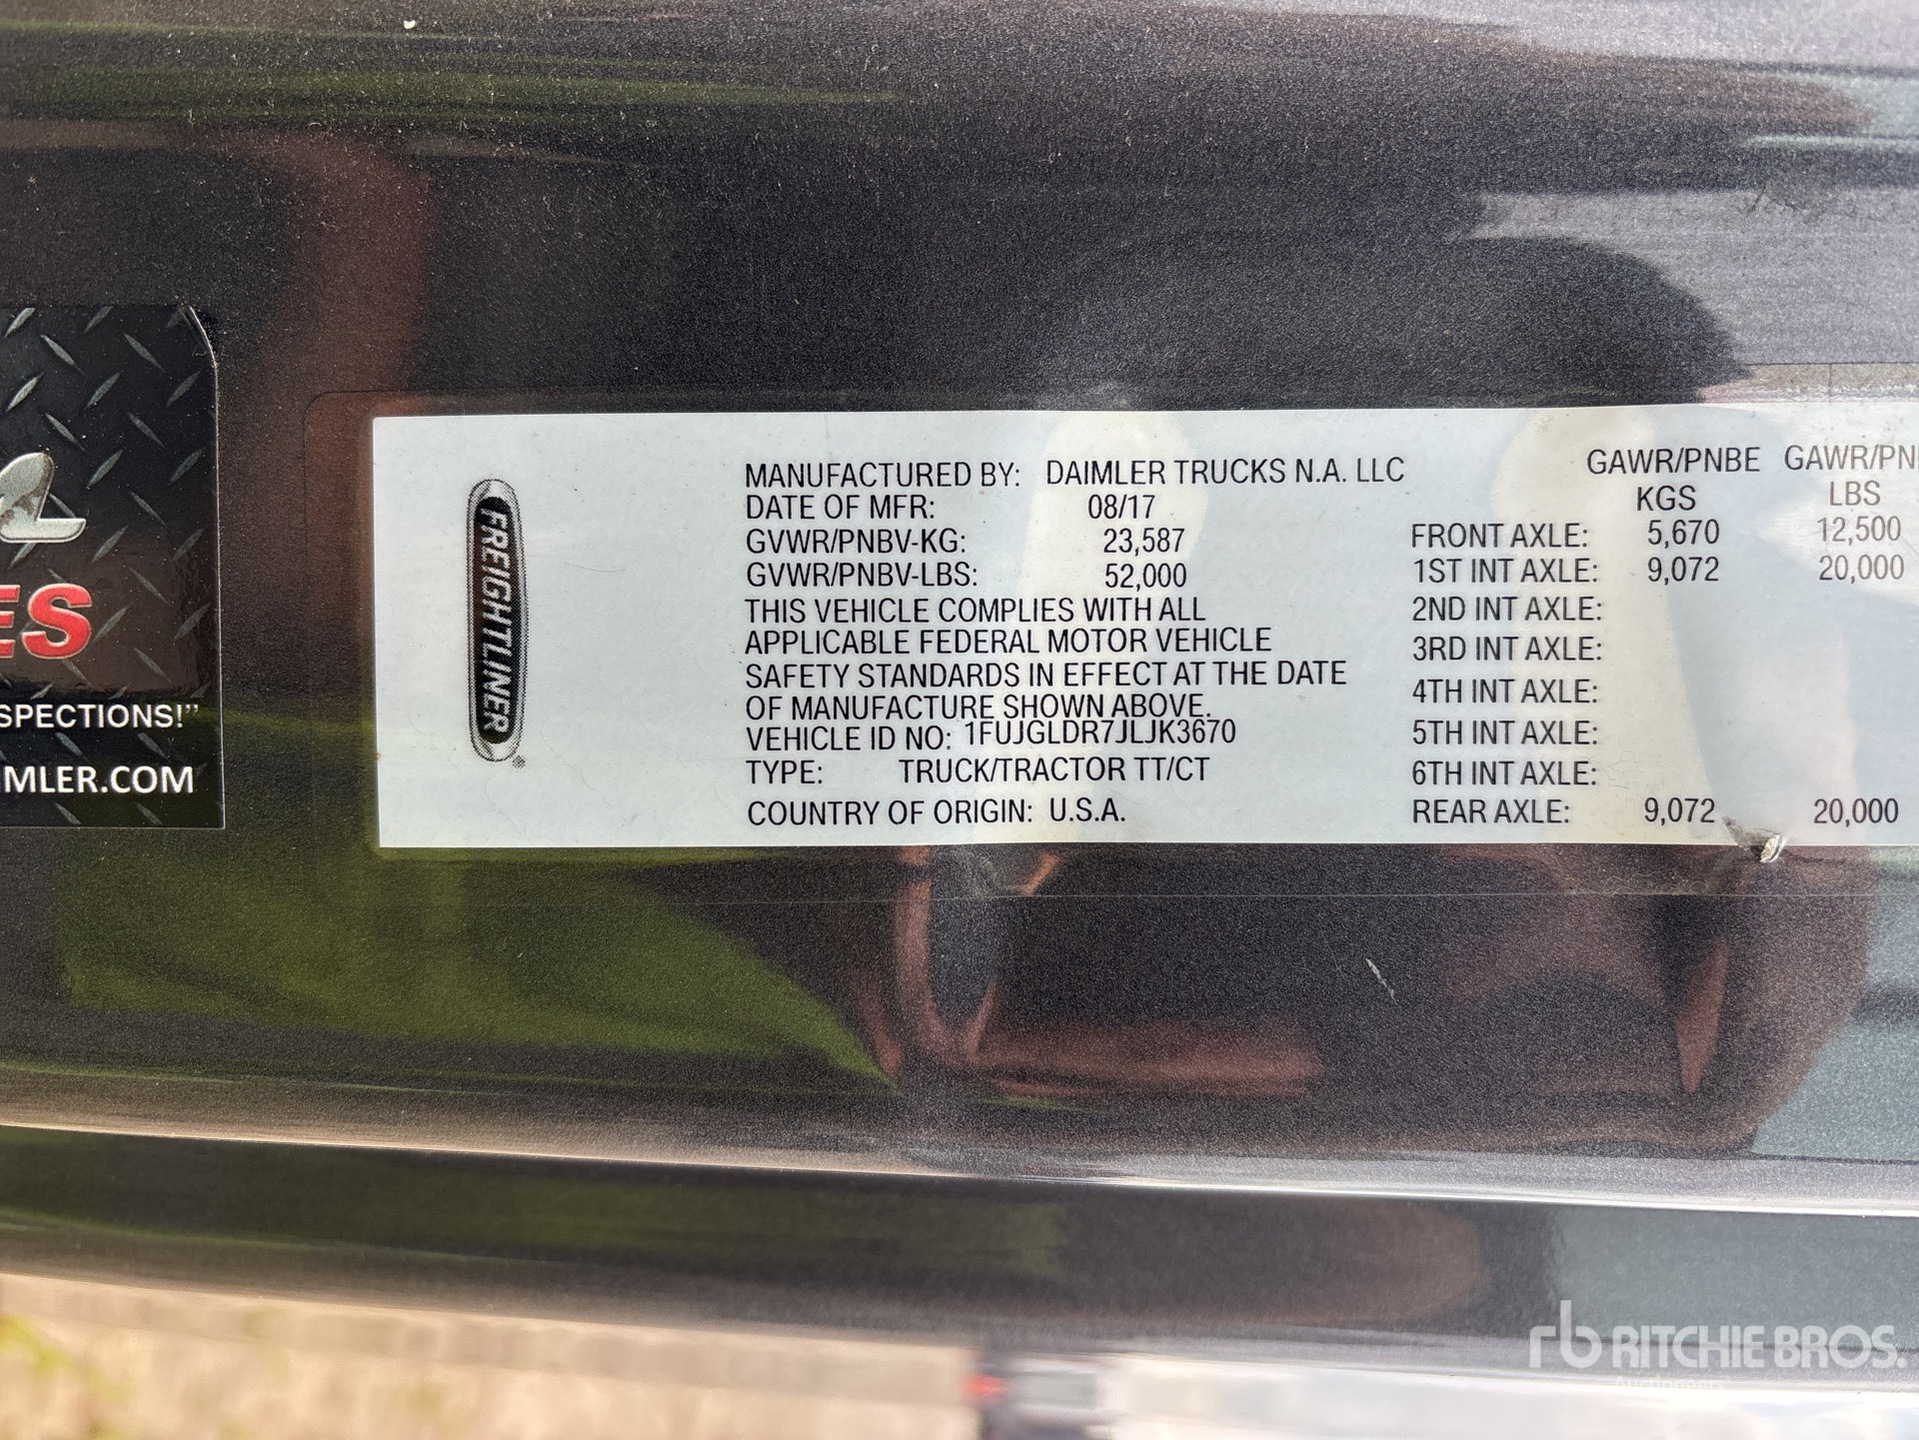 ES
SPECTIONS!"
MLER.COM
FREIGHTLINER
®
MANUFACTURED BY: DAIMLER TRUCKS N.A. LLC
DATE OF MFR: 08/17
GVWR/PNBV-KG: 23,587
GVWR/PNBV-LBS: 52,000
THIS VEHICLE COMPLIES WITH ALL
APPLICABLE FEDERAL MOTOR VEHICLE
SAFETY STANDARDS IN EFFECT AT THE DATE
OF MANUFACTURE SHOWN ABOVE.
VEHICLE ID NO: 1FUJGLDR7JLJK3670
TYPE: TRUCK/TRACTOR TT/CT
COUNTRY OF ORIGIN: U.S.A.
GAWR/PNBE GAWR/PN
KGS LBS
FRONT AXLE: 5,670 12,500
1ST INT AXLE: 9,072 20,000
2ND INT AXLE:
3RD INT AXLE:
4TH INT AXLE:
5TH INT AXLE:
6TH INT AXLE:
REAR AXLE: 9,072 20,000
rb RITCHIE BROS.
Auctioneers